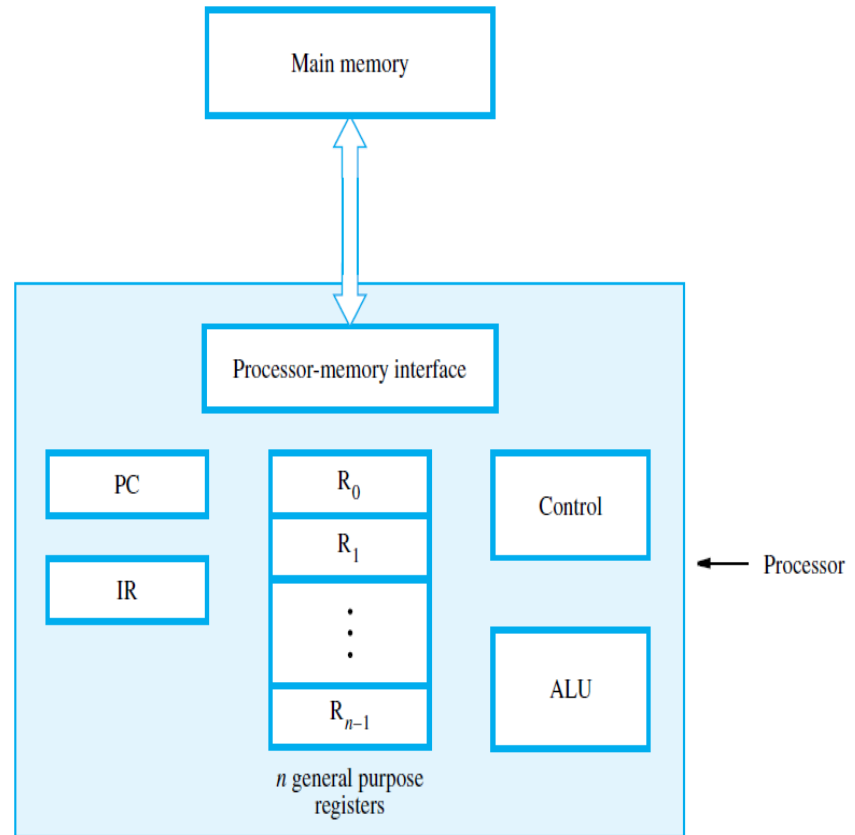 Main memory
Processor-memory interface
PC
IR
R0
R1
Rn–1
n general purpose
registers
Control
ALU
Processor